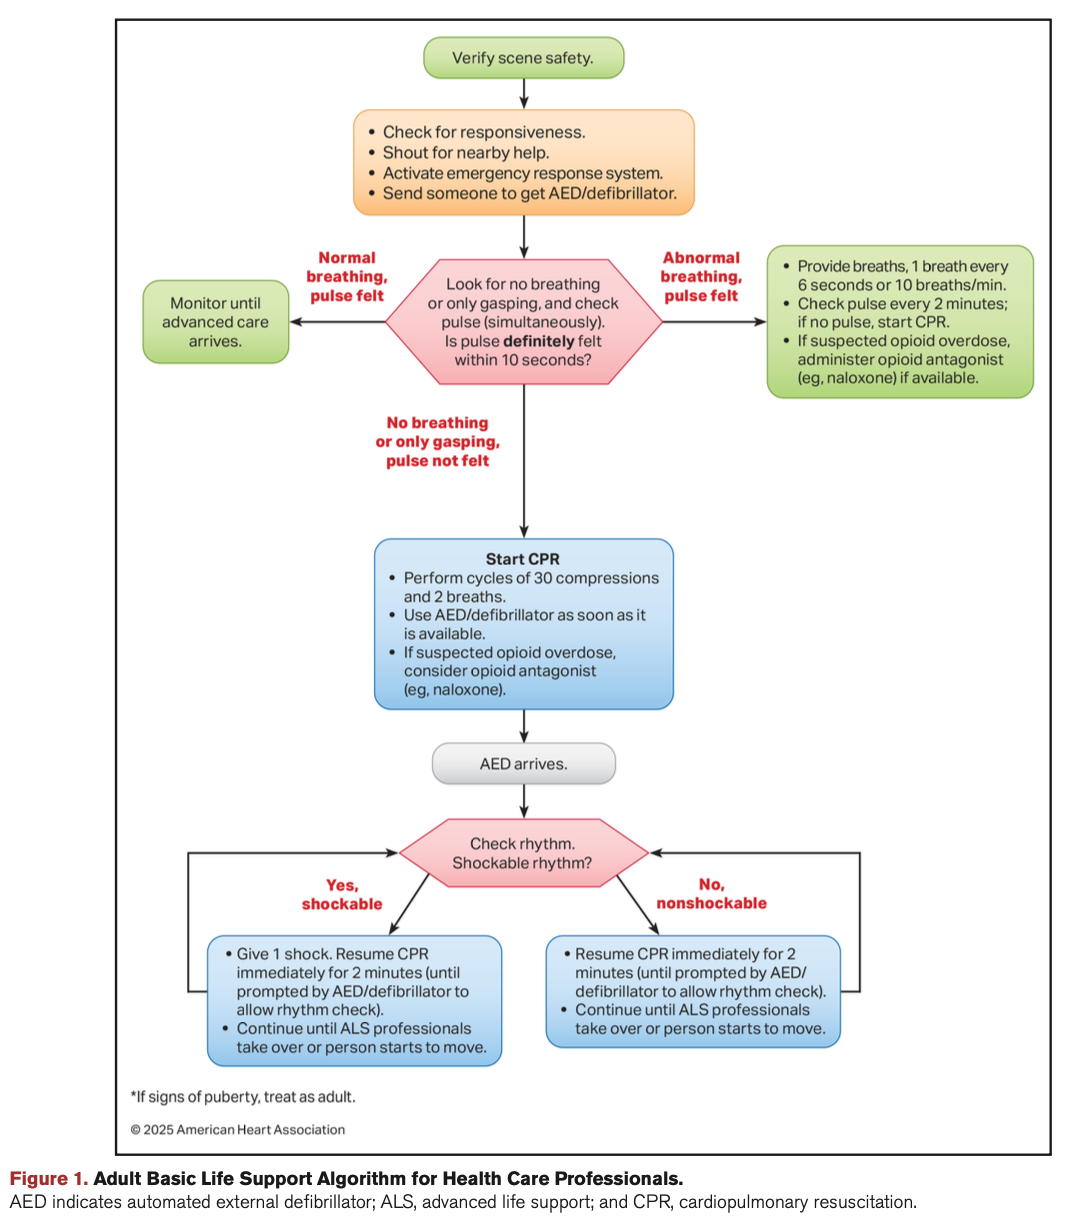 Verify scene safety.
• Check for responsiveness.
• Shout for nearby help.
• Activate emergency response system.
• Send someone to get AED/defibrillator.
Normal
breathing,
pulse felt
Abnormal
breathing,
pulse felt
Look for no breathing
or only gasping, and check
pulse (simultaneously).
Is pulse definitely felt
within 10 seconds?
Monitor until
advanced care
arrives.
• Provide breaths, 1 breath every
6 seconds or 10 breaths/min.
• Check pulse every 2 minutes;
if no pulse, start CPR.
• If suspected opioid overdose,
administer opioid antagonist
(eg, naloxone) if available.
No breathing
or only gasping,
pulse not felt
Start CPR
• Perform cycles of 30 compressions
and 2 breaths.
• Use AED/defibrillator as soon as it
is available.
• If suspected opioid overdose,
consider opioid antagonist
(eg, naloxone).
AED arrives.
Check rhythm.
Shockable rhythm?
Yes,
shockable
No,
nonshockable
• Give 1 shock. Resume CPR
immediately for 2 minutes (until
prompted by AED/defibrillator to
allow rhythm check).
• Continue until ALS professionals
take over or person starts to move.
• Resume CPR immediately for 2
minutes (until prompted by AED/
defibrillator to allow rhythm check).
• Continue until ALS professionals
take over or person starts to move.
*If signs of puberty, treat as adult.
© 2025 American Heart Association
Figure 1. Adult Basic Life Support Algorithm for Health Care Professionals.
AED indicates automated external defibrillator; ALS, advanced life support; and CPR, cardiopulmonary resuscitation.